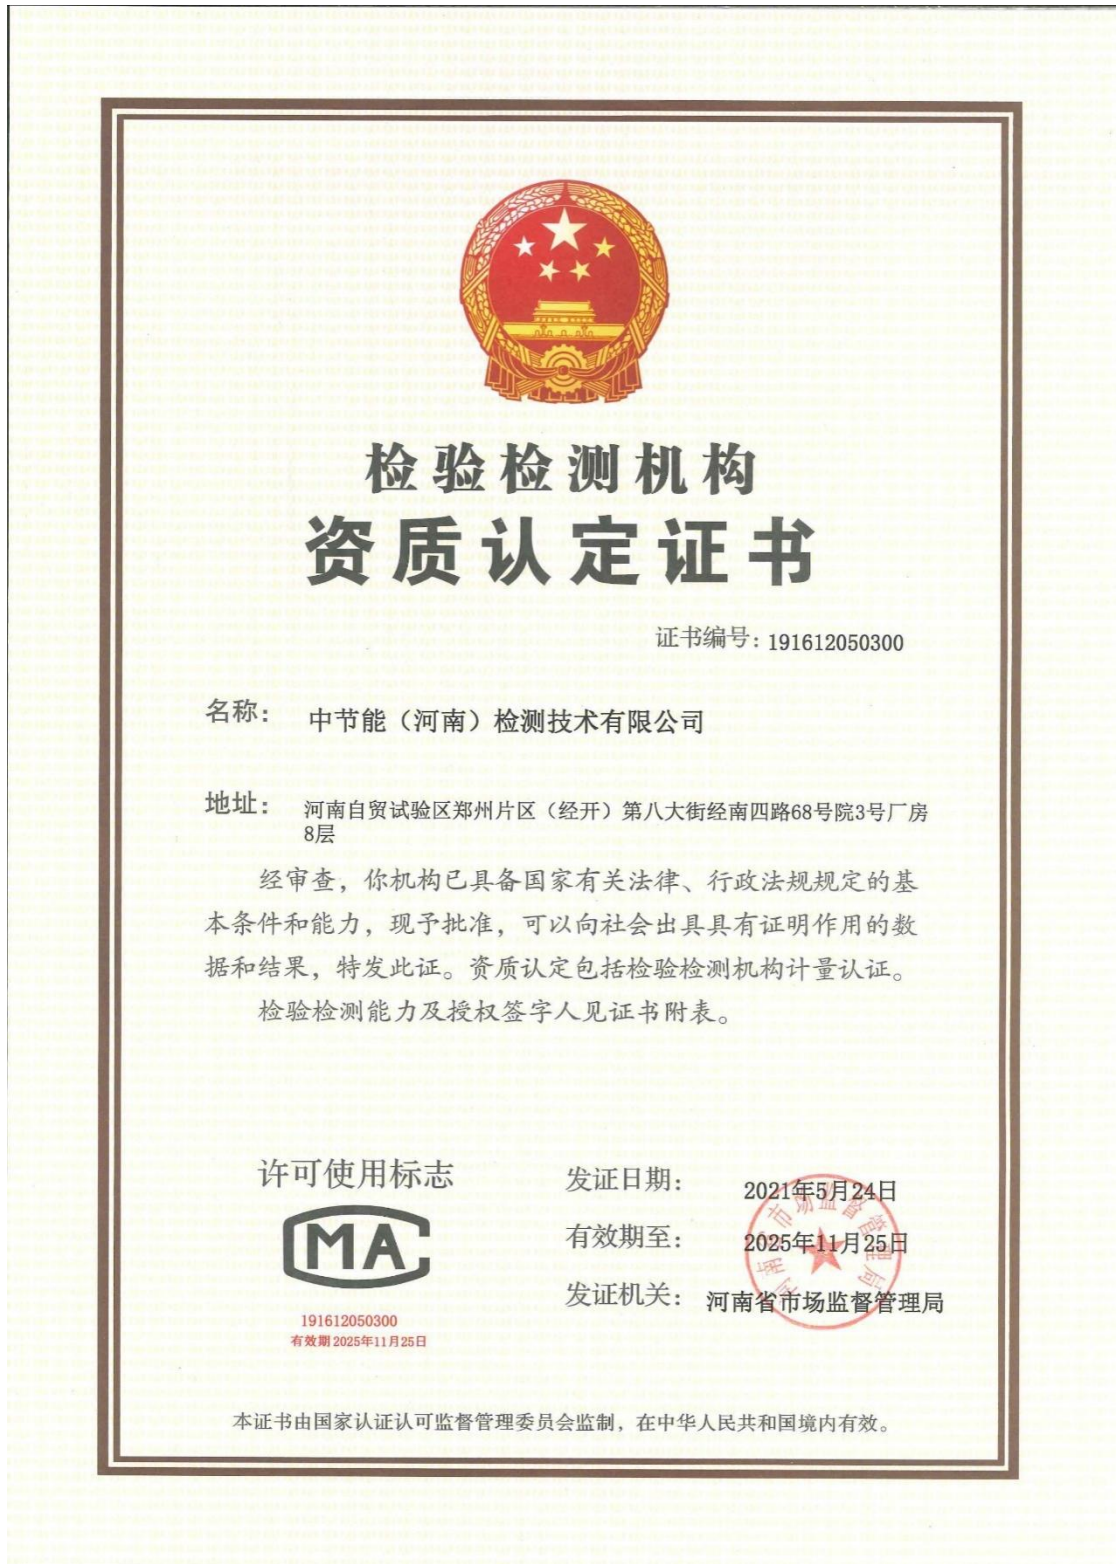 检验检测机构
资质认定证书
证书编号：191612050300
名称： 中节能（河南）检测技术有限公司
地址： 河南自贸试验区郑州片区（经开）第八大街经南四路68号院3号厂房
8层
经审查，你机构已具备国家有关法律、行政法规规定的基
本条件和能力，现予批准，可以向社会出具具有证明作用的数
据和结果，特发此证。资质认定包括检验检测机构计量认证。
检验检测能力及授权签字人见证书附表。
许可使用标志
MA
191612050300
有效期2025年11月25日
发证日期： 2021年5月24日
有效期至： 2025年11月25日
发证机关： 河南省市场监督管理局
河南省市场监督管理局
本证书由国家认证认可监督管理委员会监制，在中华人民共和国境内有效。